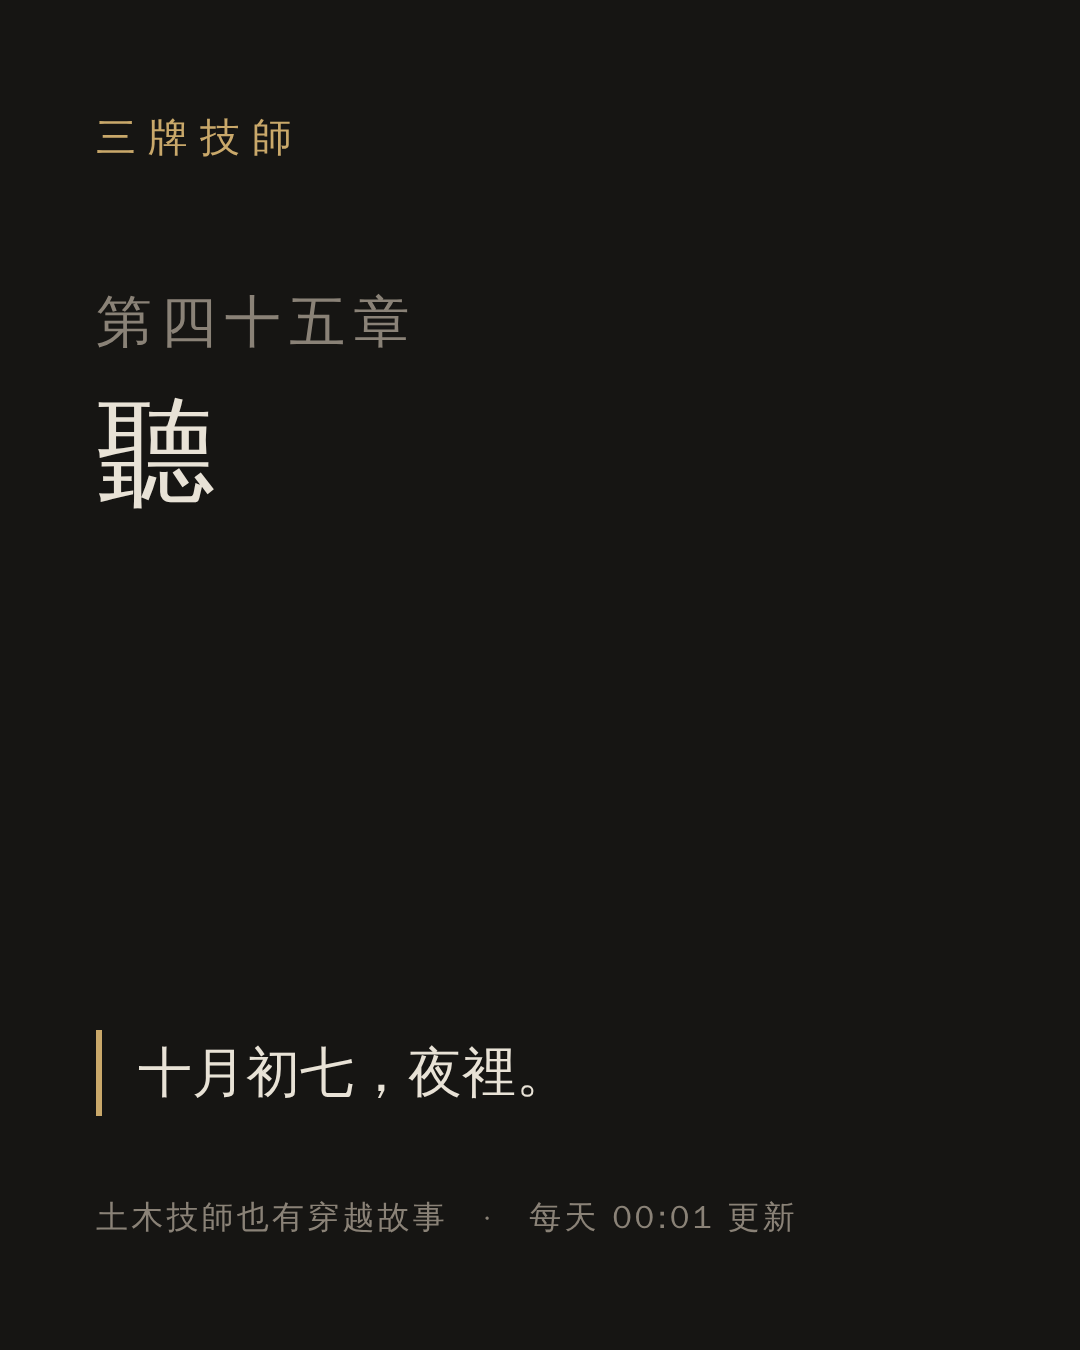 三牌技師
第四十五章
聽
十月初七，夜裡。
土木技師也有穿越故事 · 每天 00:01 更新